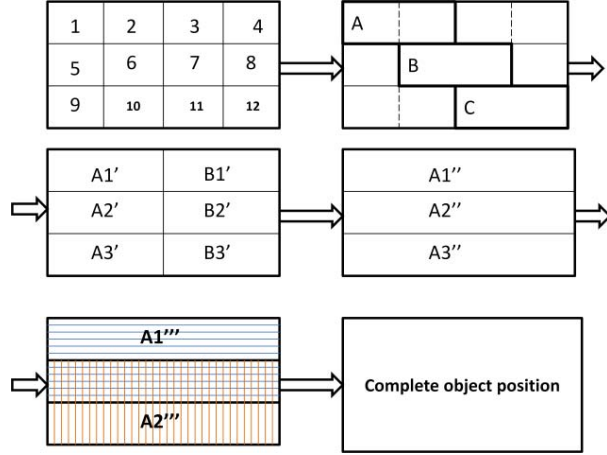 1 2 3 4
5 6 7 8
9 10 11 12
A
B
C
A1' B1'
A2' B2'
A3' B3'
A1''
A2''
A3''
A1'''
A2'''
Complete object position